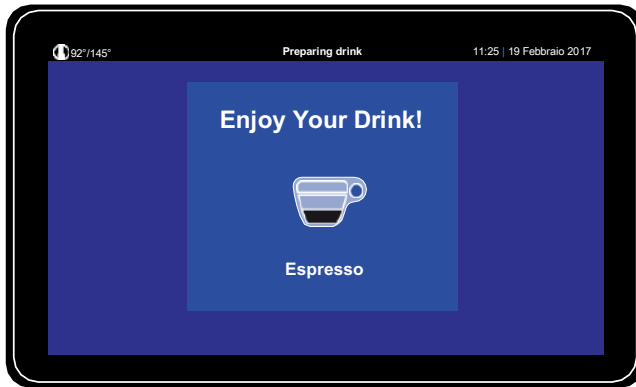 92°/145° Preparing drink 11:25 | 19 Febbraio 2017
Enjoy Your Drink!
Espresso